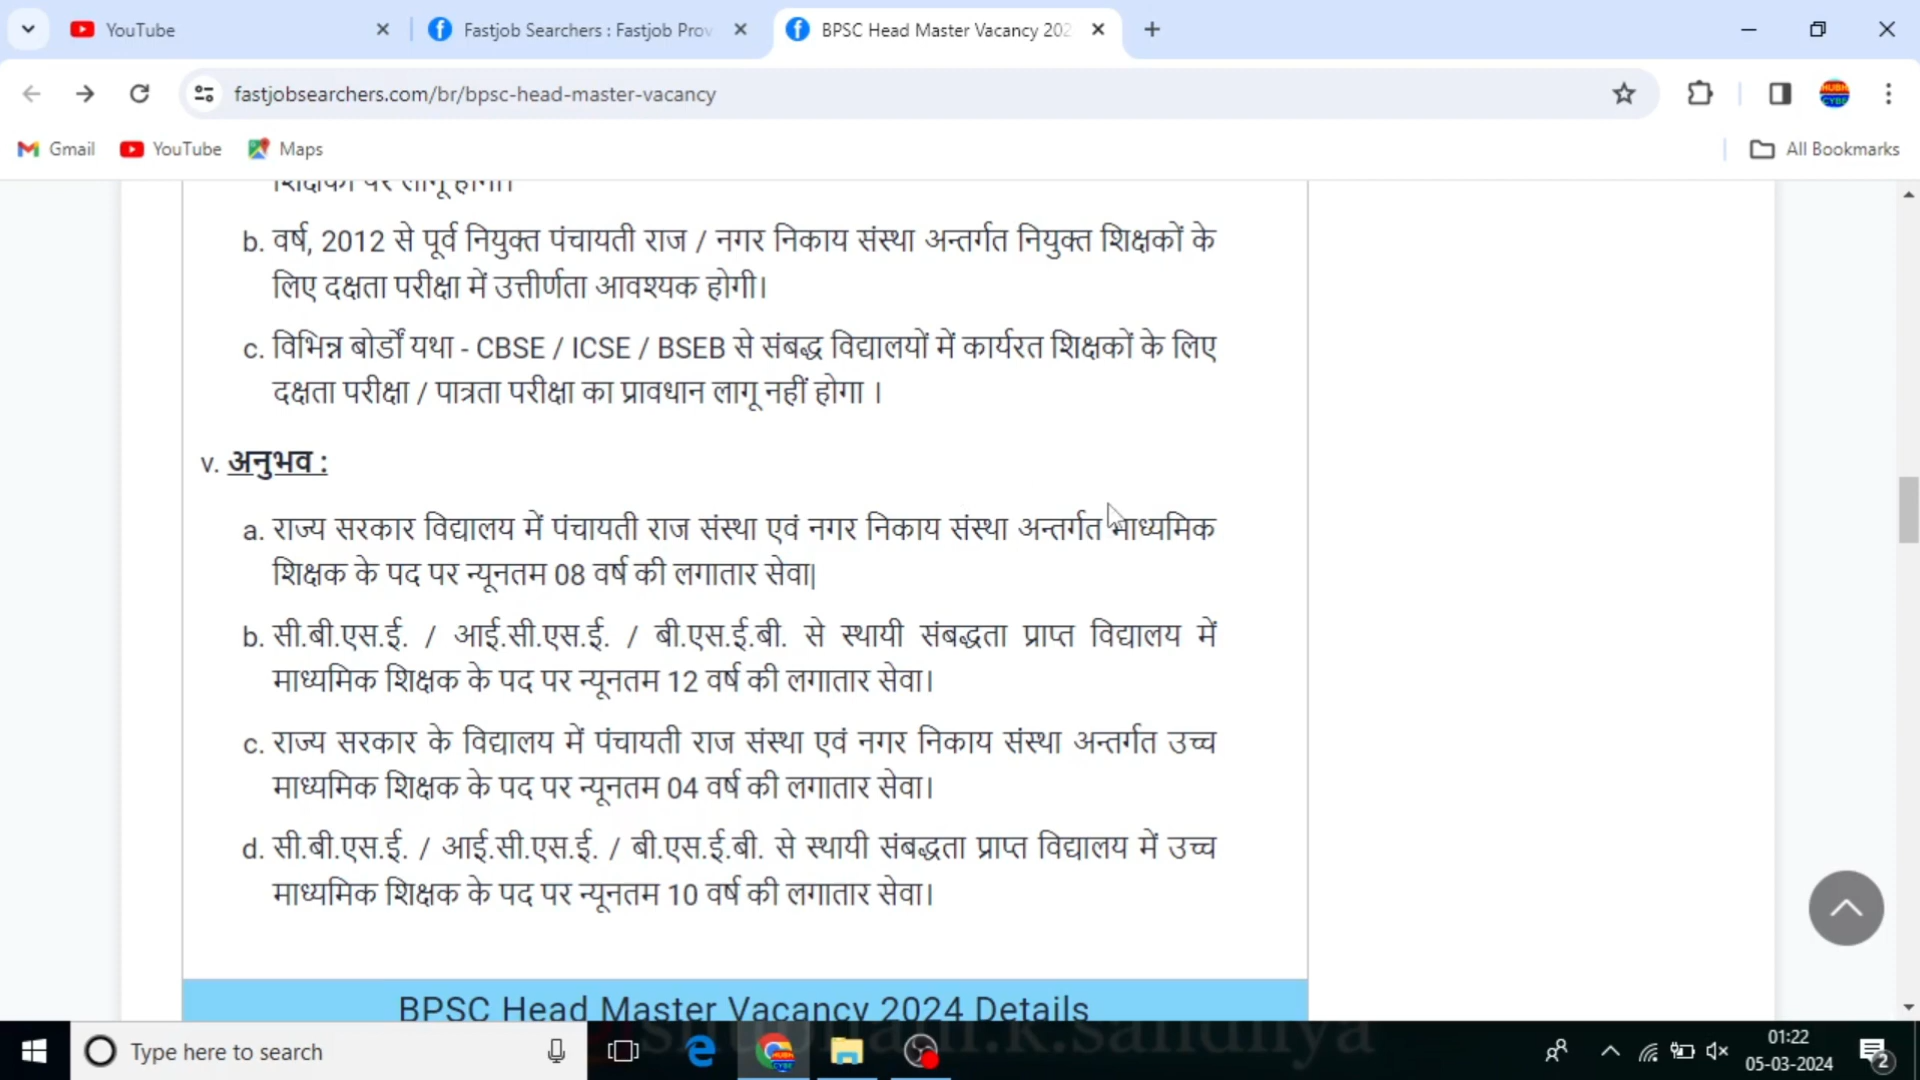 YouTube
Fastjob Searchers : Fastjob Prov
BPSC Head Master Vacancy 202
fastjobsearchers.com/br/bpsc-head-master-vacancy
Gmail
YouTube
Maps
All Bookmarks
शिक्षकों पर लागू होगी।
b. वर्ष, 2012 से पूर्व नियुक्त पंचायती राज / नगर निकाय संस्था अन्तर्गत नियुक्त शिक्षकों के
लिए दक्षता परीक्षा में उत्तीर्णता आवश्यक होगी।
c. विभिन्न बोर्डों यथा - CBSE / ICSE / BSEB से संबद्ध विद्यालयों में कार्यरत शिक्षकों के लिए
दक्षता परीक्षा / पात्रता परीक्षा का प्रावधान लागू नहीं होगा ।
v. अनुभव :
a. राज्य सरकार विद्यालय में पंचायती राज संस्था एवं नगर निकाय संस्था अन्तर्गत माध्यमिक
शिक्षक के पद पर न्यूनतम 08 वर्ष की लगातार सेवा|
b. सी.बी.एस.ई. / आई.सी.एस.ई. / बी.एस.ई.बी. से स्थायी संबद्धता प्राप्त विद्यालय में
माध्यमिक शिक्षक के पद पर न्यूनतम 12 वर्ष की लगातार सेवा।
c. राज्य सरकार के विद्यालय में पंचायती राज संस्था एवं नगर निकाय संस्था अन्तर्गत उच्च
माध्यमिक शिक्षक के पद पर न्यूनतम 04 वर्ष की लगातार सेवा।
d. सी.बी.एस.ई. / आई.सी.एस.ई. / बी.एस.ई.बी. से स्थायी संबद्धता प्राप्त विद्यालय में उच्च
माध्यमिक शिक्षक के पद पर न्यूनतम 10 वर्ष की लगातार सेवा।
BPSC Head Master Vacancy 2024 Details
Type here to search
01:22
05-03-2024
2